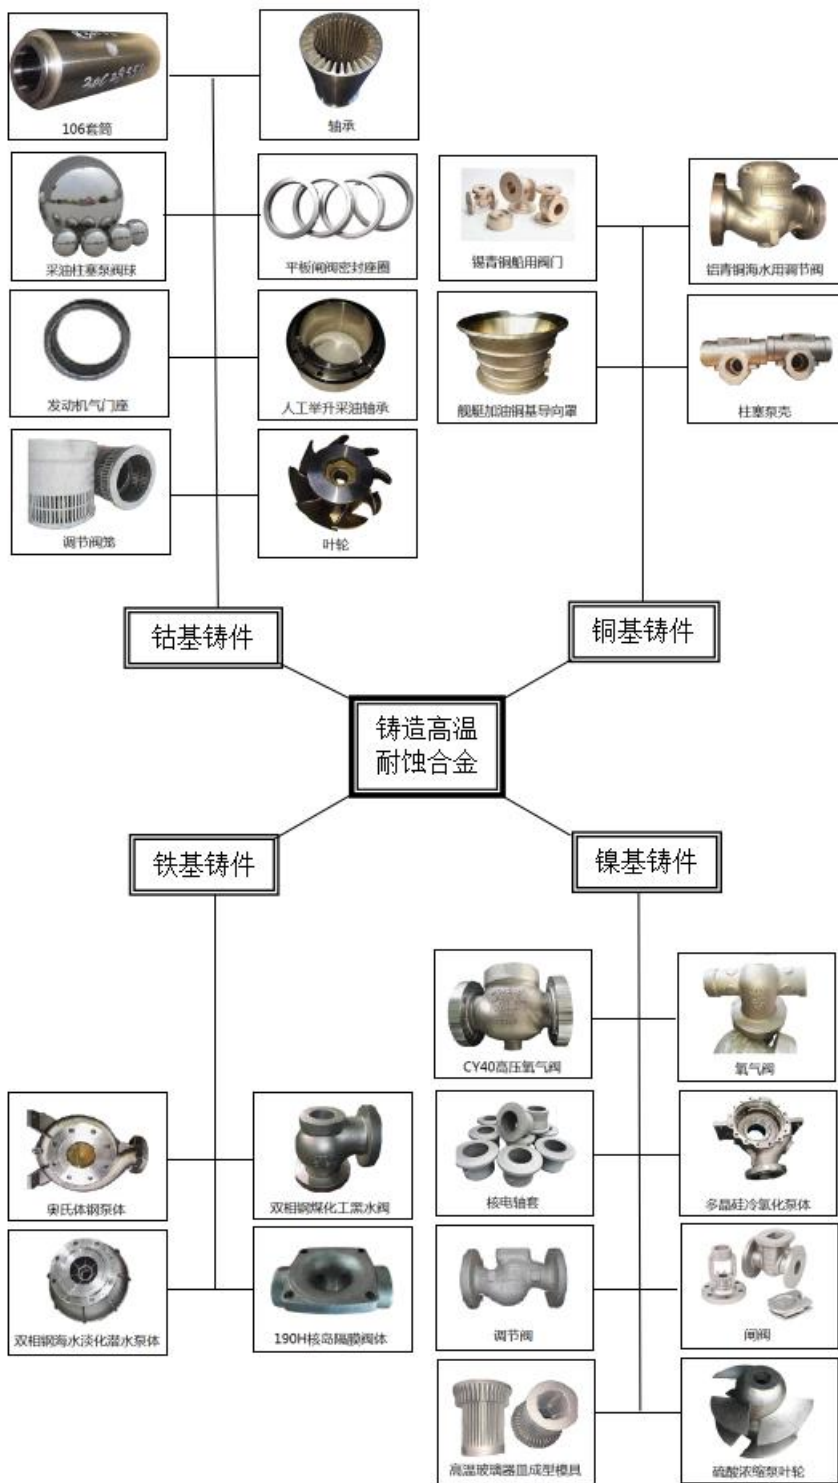 106套筒
轴承
采油柱塞泵阀球
平板闸阀密封座圈
锡青铜船用阀门
铝青铜海水用调节阀
发动机气门座
人工举升采油轴承
舰艇加油铜基导向罩
柱塞泵壳
调节阀笼
叶轮
钴基铸件
铜基铸件
铸造高温
耐蚀合金
铁基铸件
镍基铸件
CY40高压氧气阀
氧气阀
奥氏体钢泵体
双相钢煤化工黑水阀
核电轴套
多晶硅冷氢化泵体
双相钢海水淡化潜水泵体
190H核岛隔膜阀体
调节阀
闸阀
高温玻璃器皿成型模具
硫酸浓缩泵叶轮